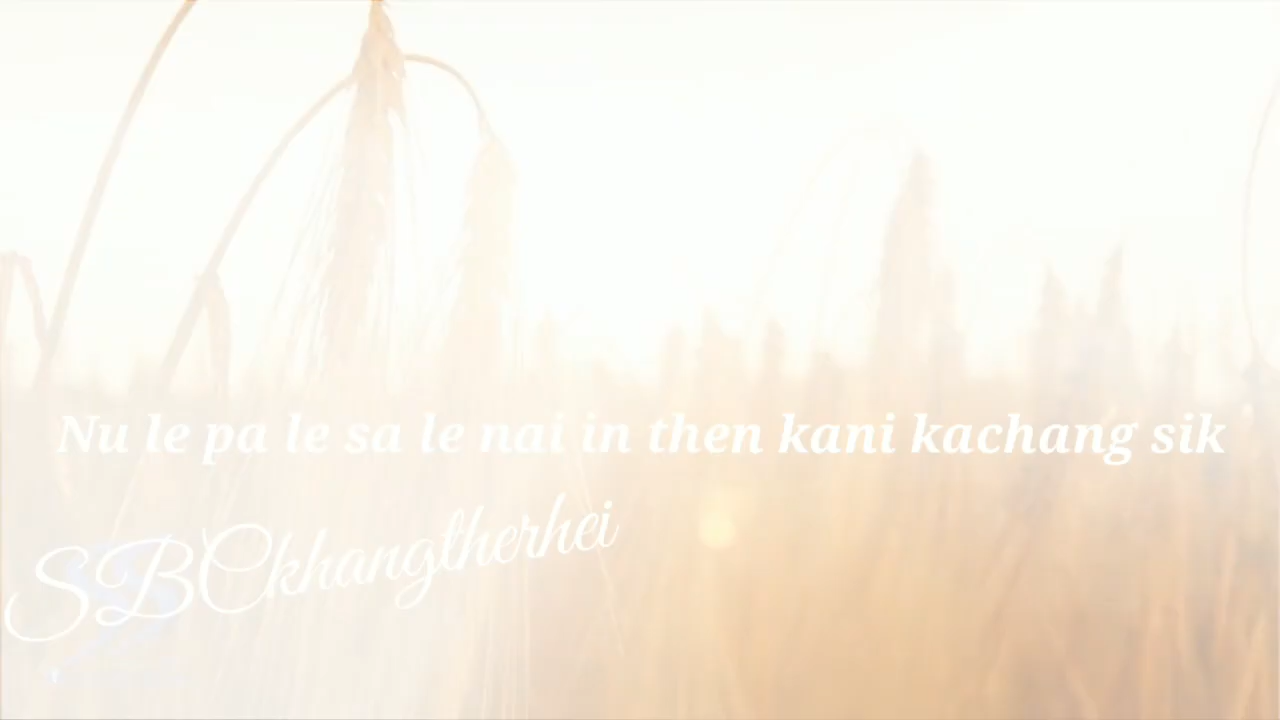 Nu le pa le sa le nai in then kani kachang sik
SBCkhangtherhei